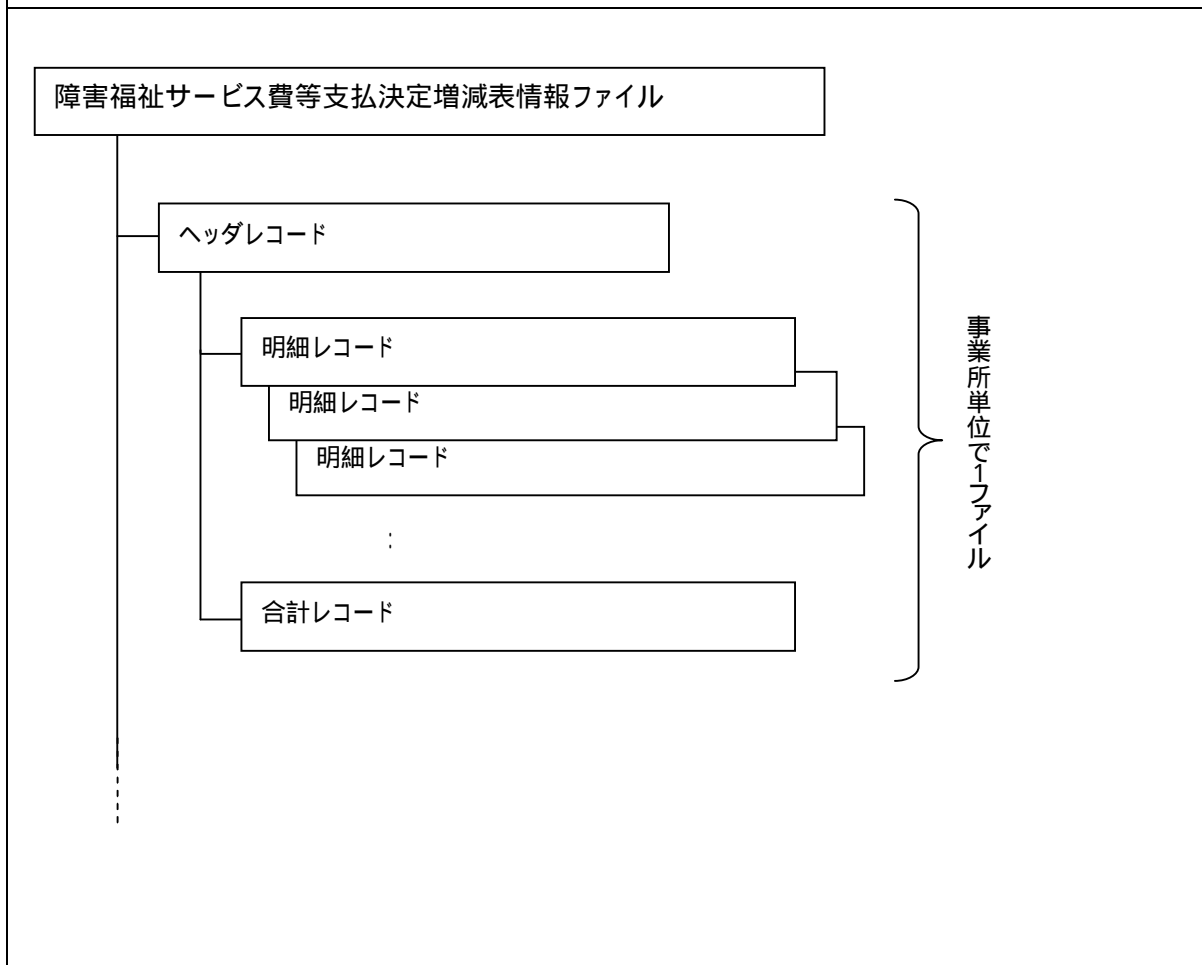 障害福祉サービス費等支払決定増減表情報ファイル
ヘッダレコード
明細レコード
明細レコード
明細レコード
:
合計レコード
事業所単位で1ファイル